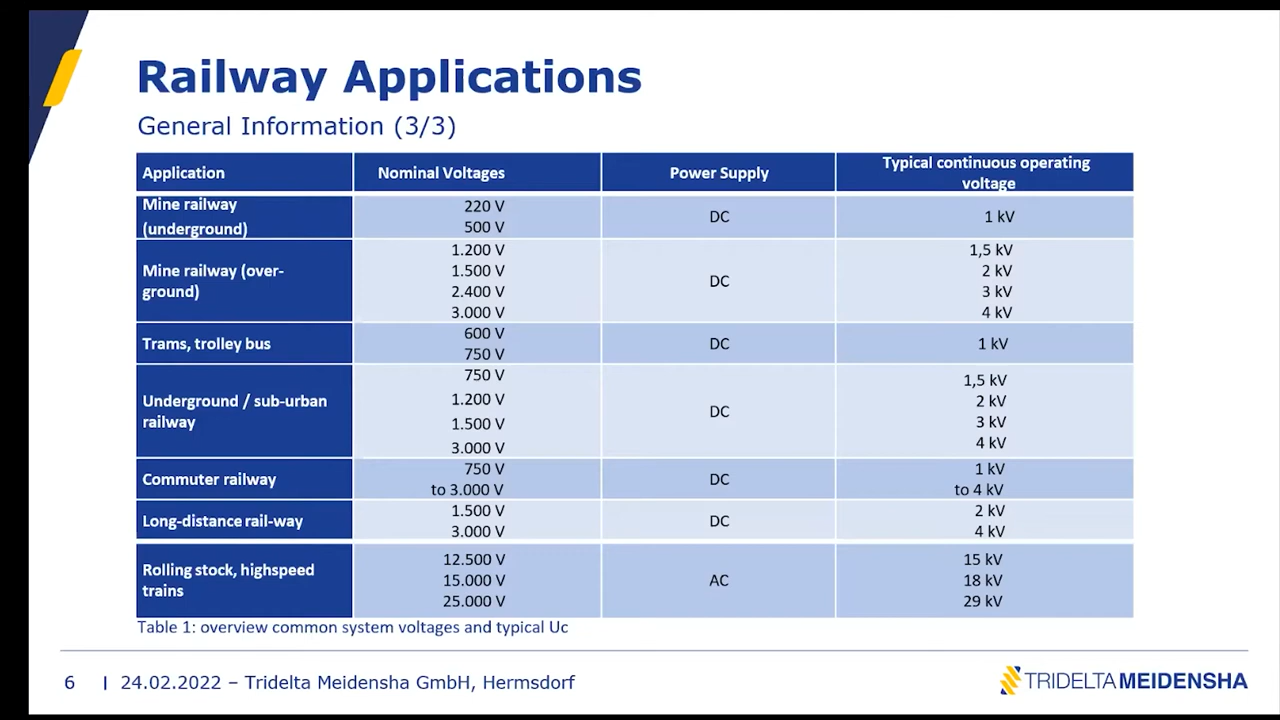 Railway Applications
General Information (3/3)
Application
Nominal Voltages
Power Supply
Typical continuous operating
voltage
Mine railway
(underground)
220 V
500 V
DC
1 kV
Mine railway (over-
ground)
1.200 V
1.500 V
2.400 V
3.000 V
DC
1,5 kV
2 kV
3 kV
4 kV
Trams, trolley bus
600 V
750 V
DC
1 kV
Underground / sub-urban
railway
750 V
1.200 V
1.500 V
3.000 V
DC
1,5 kV
2 kV
3 kV
4 kV
Commuter railway
750 V
to 3.000 V
DC
1 kV
to 4 kV
Long-distance rail-way
1.500 V
3.000 V
DC
2 kV
4 kV
Rolling stock, highspeed
trains
12.500 V
15.000 V
25.000 V
AC
15 kV
18 kV
29 kV
Table 1: overview common system voltages and typical Uc
6 | 24.02.2022 – Tridelta Meidensha GmbH, Hermsdorf
TRIDELTA MEIDENSHA